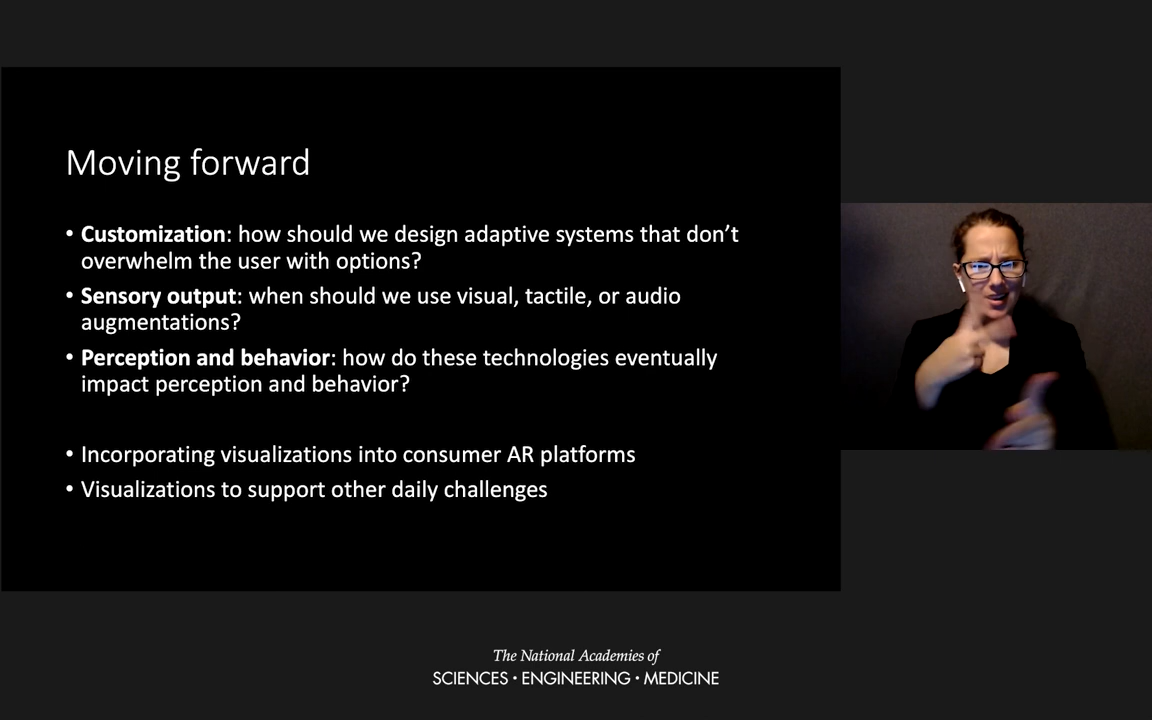 Moving forward
• Customization: how should we design adaptive systems that don’t
overwhelm the user with options?
• Sensory output: when should we use visual, tactile, or audio
augmentations?
• Perception and behavior: how do these technologies eventually
impact perception and behavior?
• Incorporating visualizations into consumer AR platforms
• Visualizations to support other daily challenges
The National Academies of
SCIENCES • ENGINEERING • MEDICINE